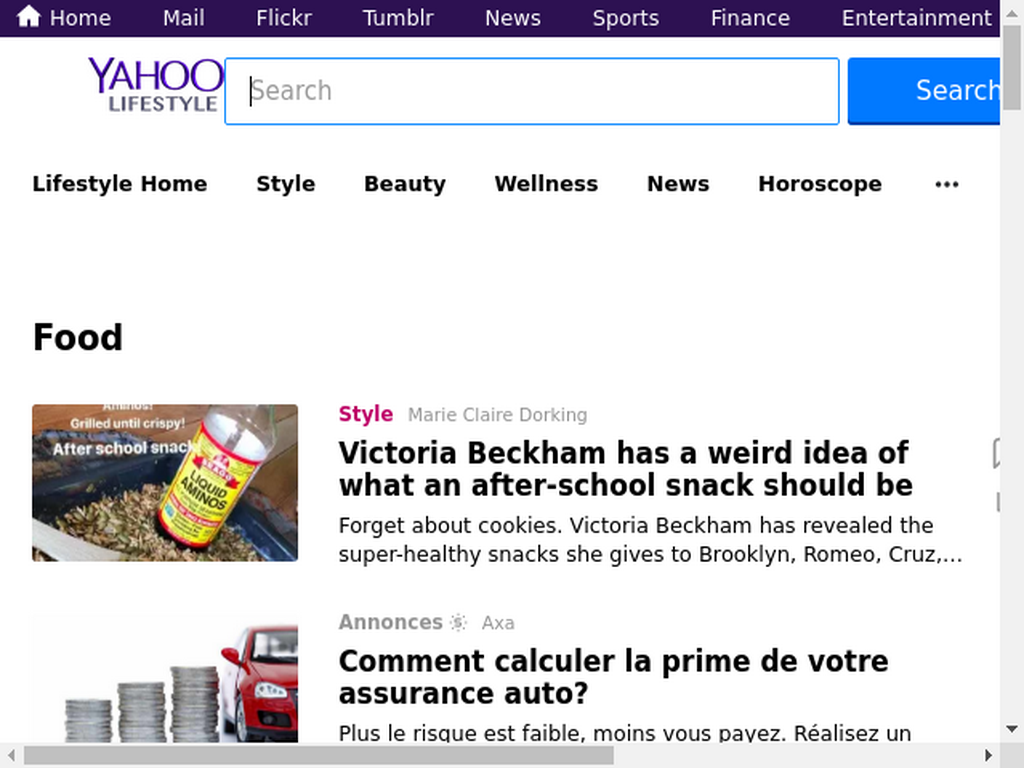 Home Mail Flickr Tumblr News Sports Finance Entertainment
YAHOO
LIFESTYLE
Search
Search
Lifestyle Home Style Beauty Wellness News Horoscope
Food
Aminos!
Grilled until crispy!
After school snack
BRAGG
LIQUID
AMINOS
Style Marie Claire Dorking
Victoria Beckham has a weird idea of
what an after-school snack should be
Forget about cookies. Victoria Beckham has revealed the
super-healthy snacks she gives to Brooklyn, Romeo, Cruz,...
Annonces Axa
Comment calculer la prime de votre
assurance auto?
Plus le risque est faible, moins vous payez. Réalisez un